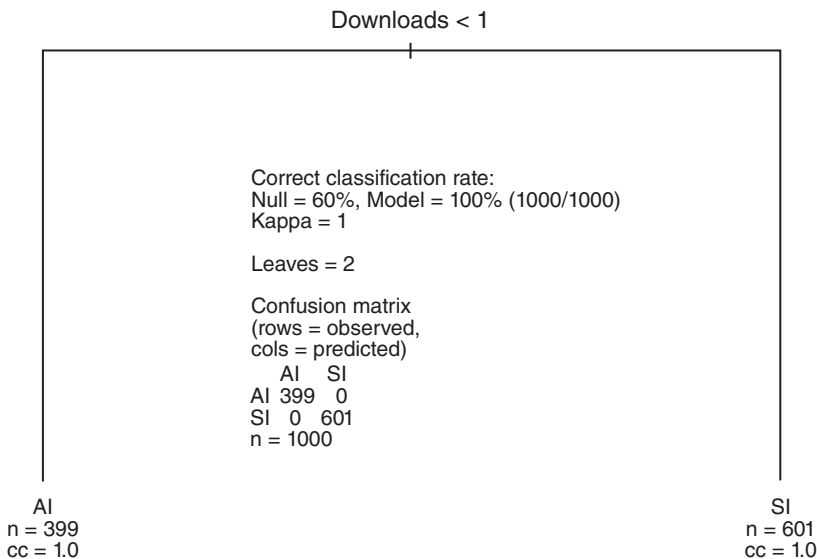 Downloads < 1
Correct classification rate:
Null = 60%, Model = 100% (1000/1000)
Kappa = 1
Leaves = 2
Confusion matrix
(rows = observed,
cols = predicted)
AI SI
AI 399 0
SI 0 601
n = 1000
AI
n = 399
cc = 1.0
SI
n = 601
cc = 1.0